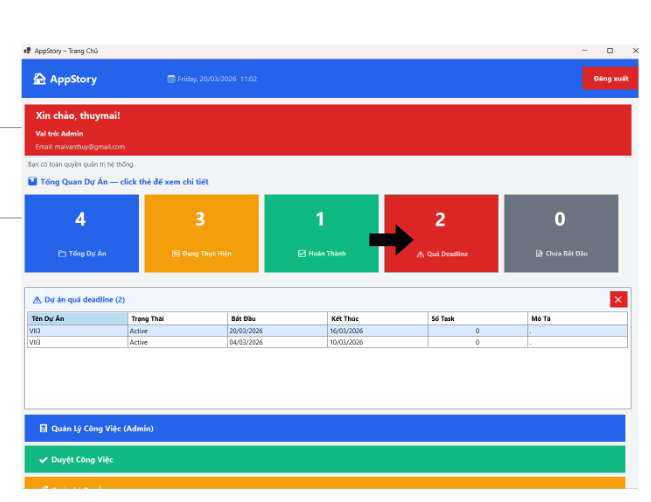 AppStory – Trang Chủ
AppStory
Friday, 20/03/2026 11:02
Đăng xuất
Xin chào, thuymai!
Vai trò: Admin
Email: maivanthuy@gmail.com
Bạn có toàn quyền quản trị hệ thống.
Tổng Quan Dự Án — click thẻ để xem chi tiết
4
3
1
2
0
Tổng Dự Án
Đang Thực Hiện
Hoàn Thành
Quá Deadline
Chưa Bắt Đầu
Dự án quá deadline (2)
Tên Dự Án Trạng Thái Bắt Đầu Kết Thúc Số Task Mô Tả
VII3 Active 20/03/2026 16/03/2026 0 .
VII3 Active 04/03/2026 10/03/2026 0 .
Quản Lý Công Việc (Admin)
Duyệt Công Việc